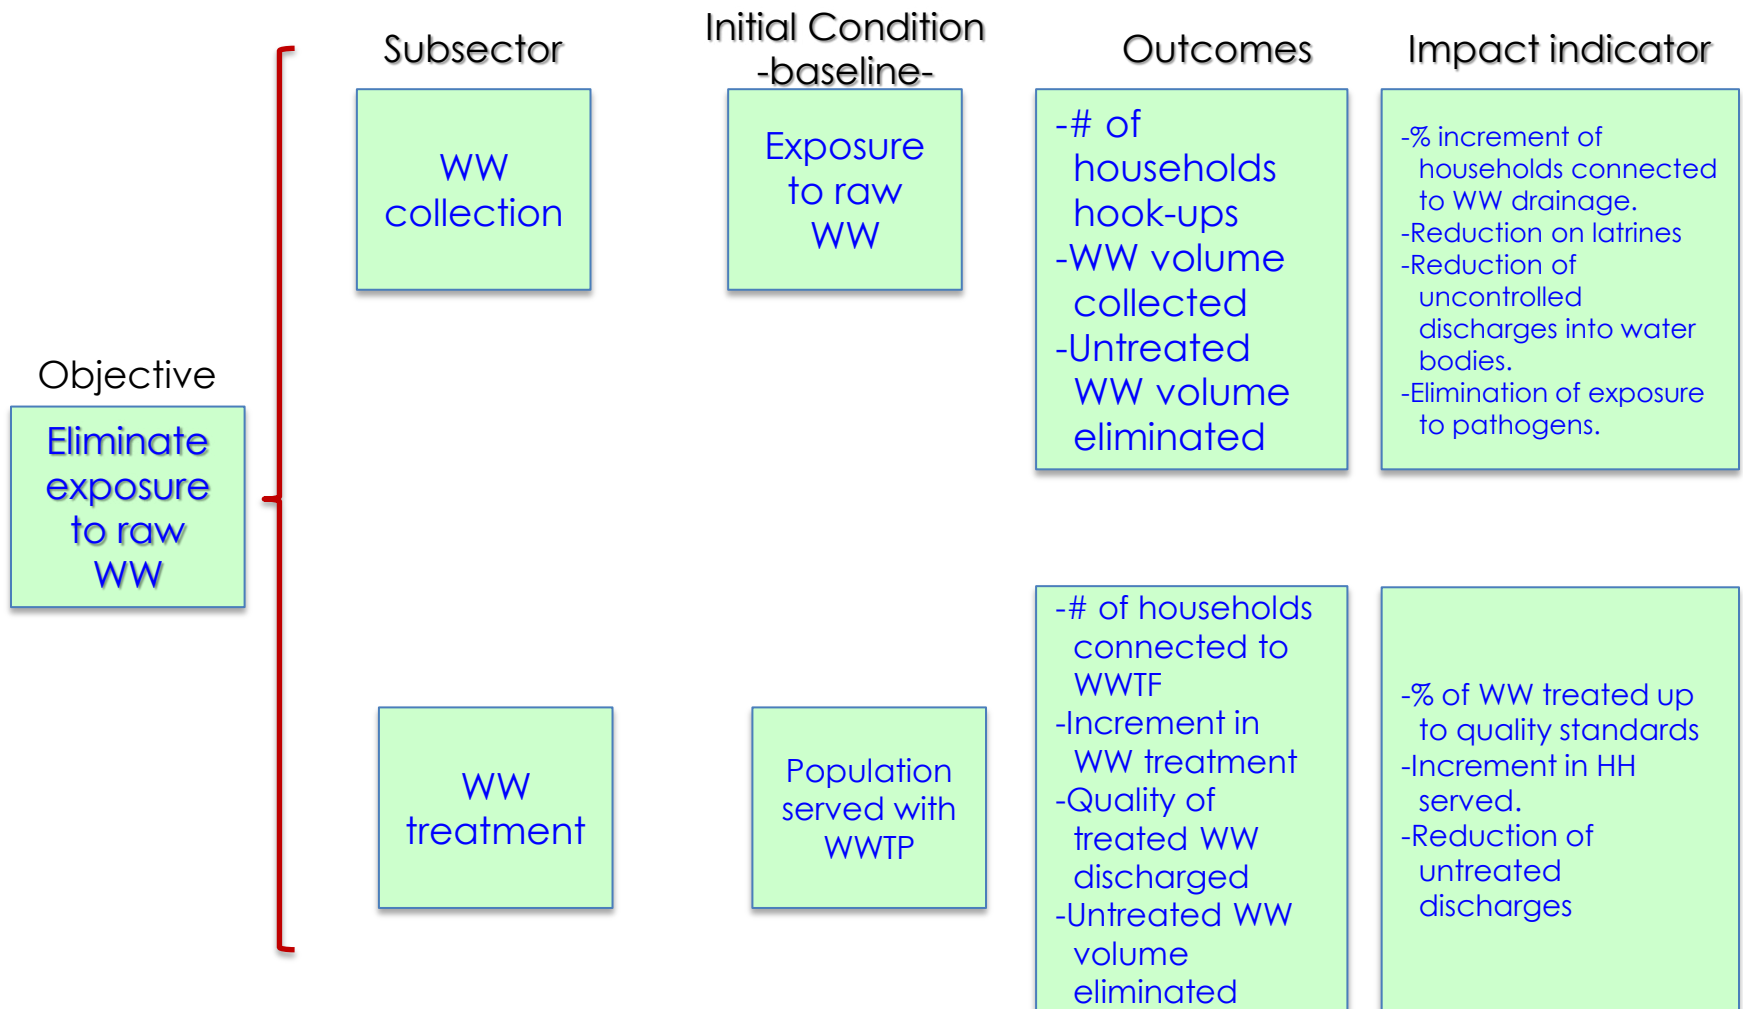 Subsector
Initial Condition
-baseline-
Outcomes
Impact indicator
Objective
Eliminate
exposure
to raw
WW
WW
collection
Exposure
to raw
WW
-# of
households
hook-ups
-WW volume
collected
-Untreated
WW volume
eliminated
-% increment of
households connected
to WW drainage.
-Reduction on latrines
-Reduction of
uncontrolled
discharges into water
bodies.
-Elimination of exposure
to pathogens.
WW
treatment
Population
served with
WWTP
-# of households
connected to
WWTF
-Increment in
WW treatment
-Quality of
treated WW
discharged
-Untreated WW
volume
eliminated
-% of WW treated up
to quality standards
-Increment in HH
served.
-Reduction of
untreated
discharges